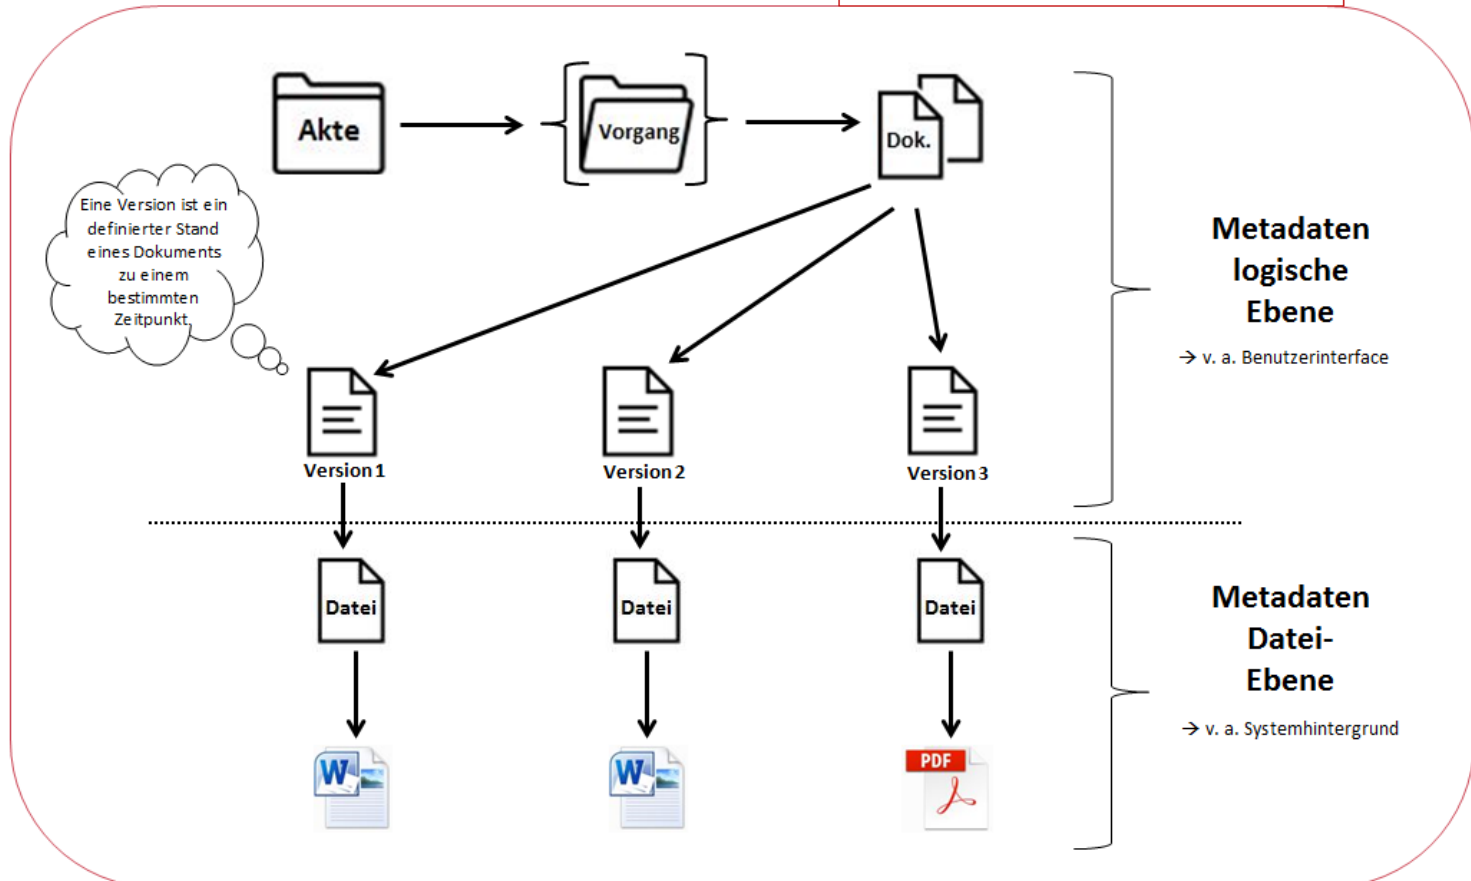 Akte
Vorgang
Dok.
Eine Version ist ein
definierter Stand
eines Dokuments
zu einem
bestimmten
Zeitpunkt.
Metadaten
logische
Ebene
→ v. a. Benutzerinterface
Version 1
Version 2
Version 3
Datei
Datei
Datei
Metadaten
Datei-
Ebene
→ v. a. Systemhintergrund
W
W
PDF